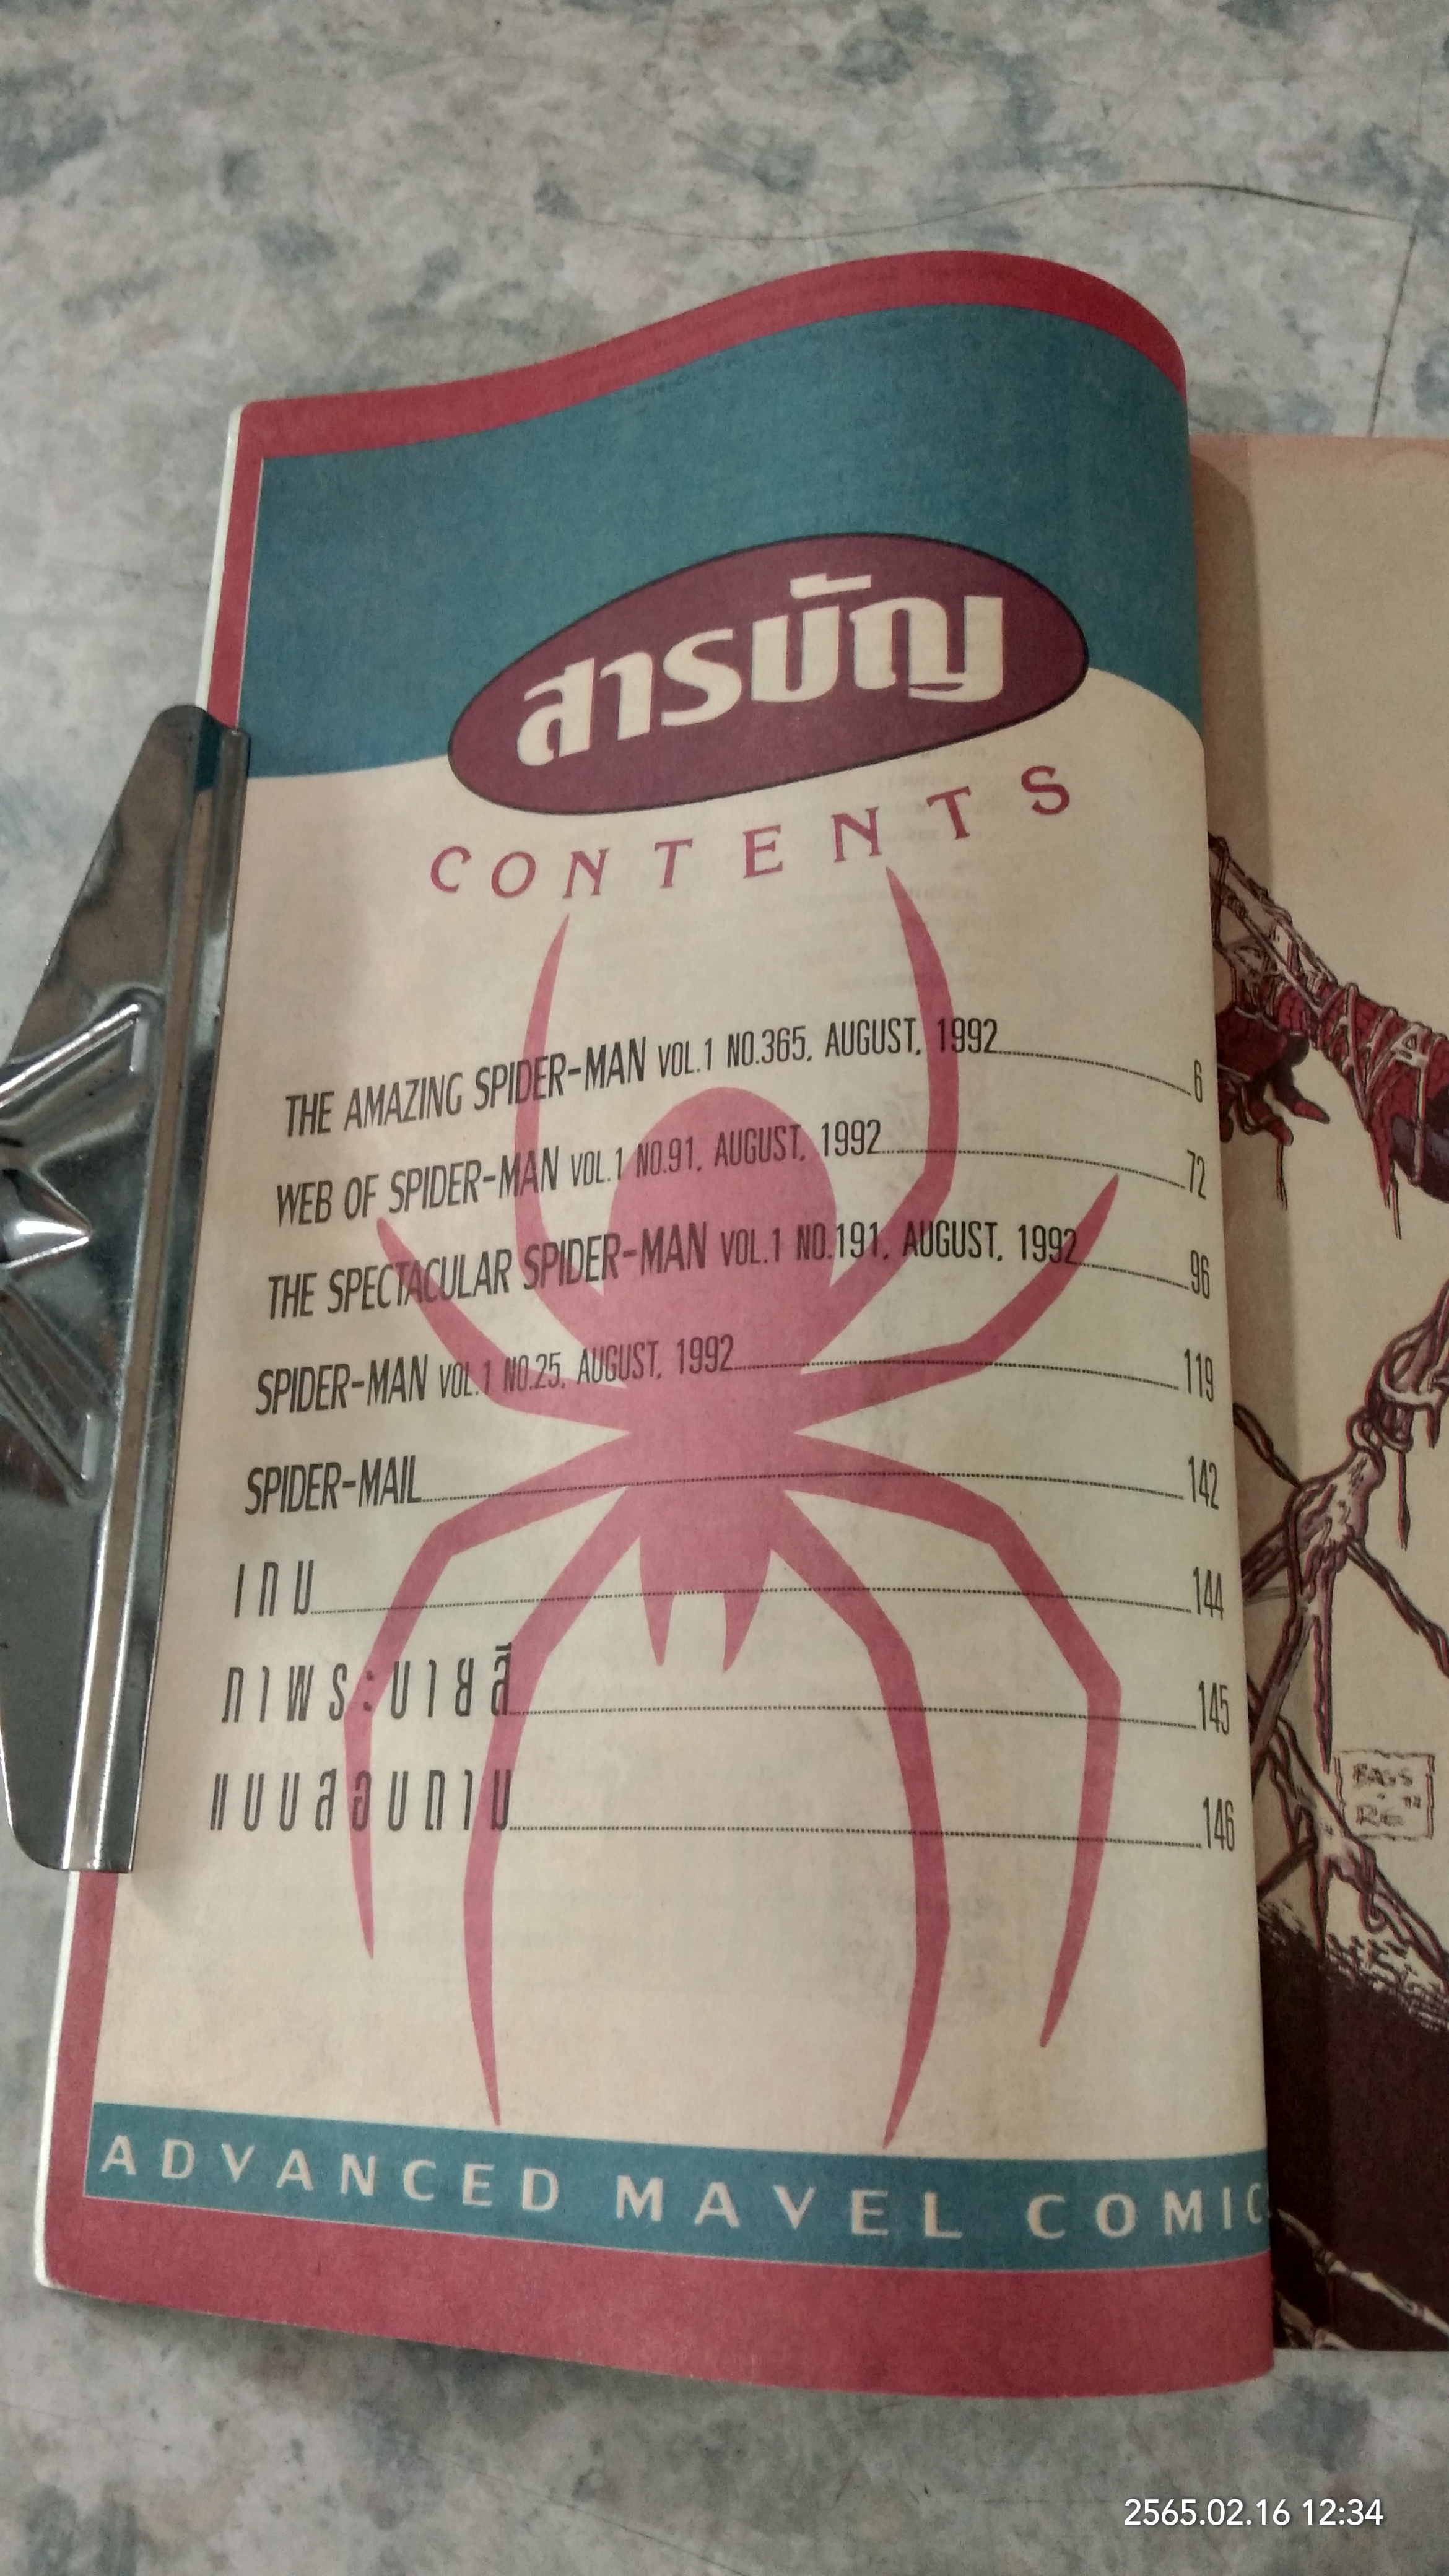 สารบัญ
CONTENTS
THE AMAZING SPIDER-MAN VOL.1 NO.365, AUGUST, 1992 6
WEB OF SPIDER-MAN VOL.1 NO.91, AUGUST, 1992 72
THE SPECTACULAR SPIDER-MAN VOL.1 NO.191, AUGUST, 1992 96
SPIDER-MAN VOL.1 NO.25, AUGUST, 1992 119
SPIDER-MAIL 142
เกม 144
ภาพระบายสี 145
แบบสอบถาม 146
ADVANCED MAVEL COMIC
2565.02.16 12:34